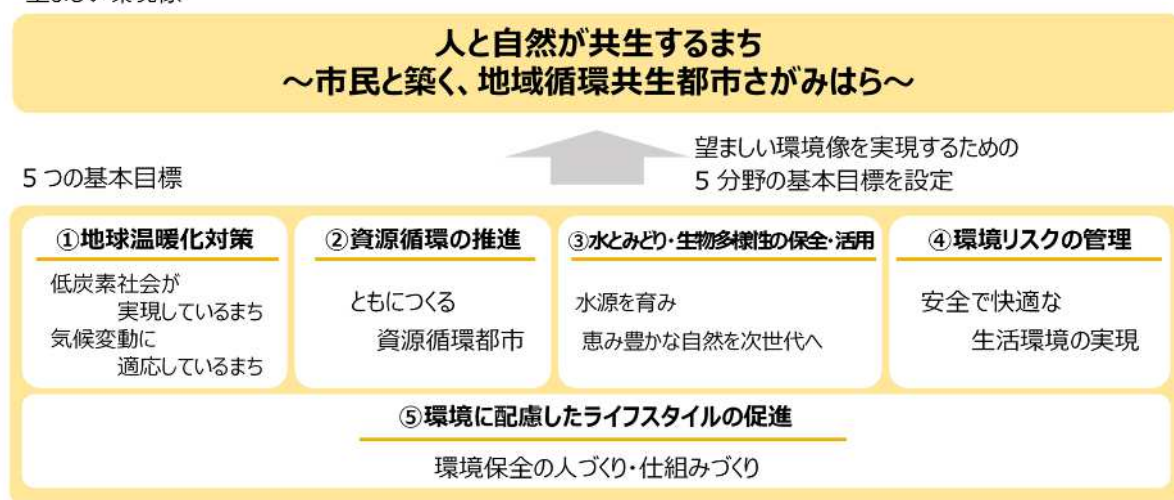 人と自然が共生するまち
～市民と築く、地域循環共生都市さがみはら～
望ましい環境像を実現するための
5分野の基本目標を設定
5つの基本目標
①地球温暖化対策
低炭素社会が
実現しているまち
気候変動に
適応しているまち
②資源循環の推進
ともにつくる
資源循環都市
③水とみどり・生物多様性の保全・活用
水源を育み
恵み豊かな自然を次世代へ
④環境リスクの管理
安全で快適な
生活環境の実現
⑤環境に配慮したライフスタイルの促進
環境保全の人づくり・仕組みづくり